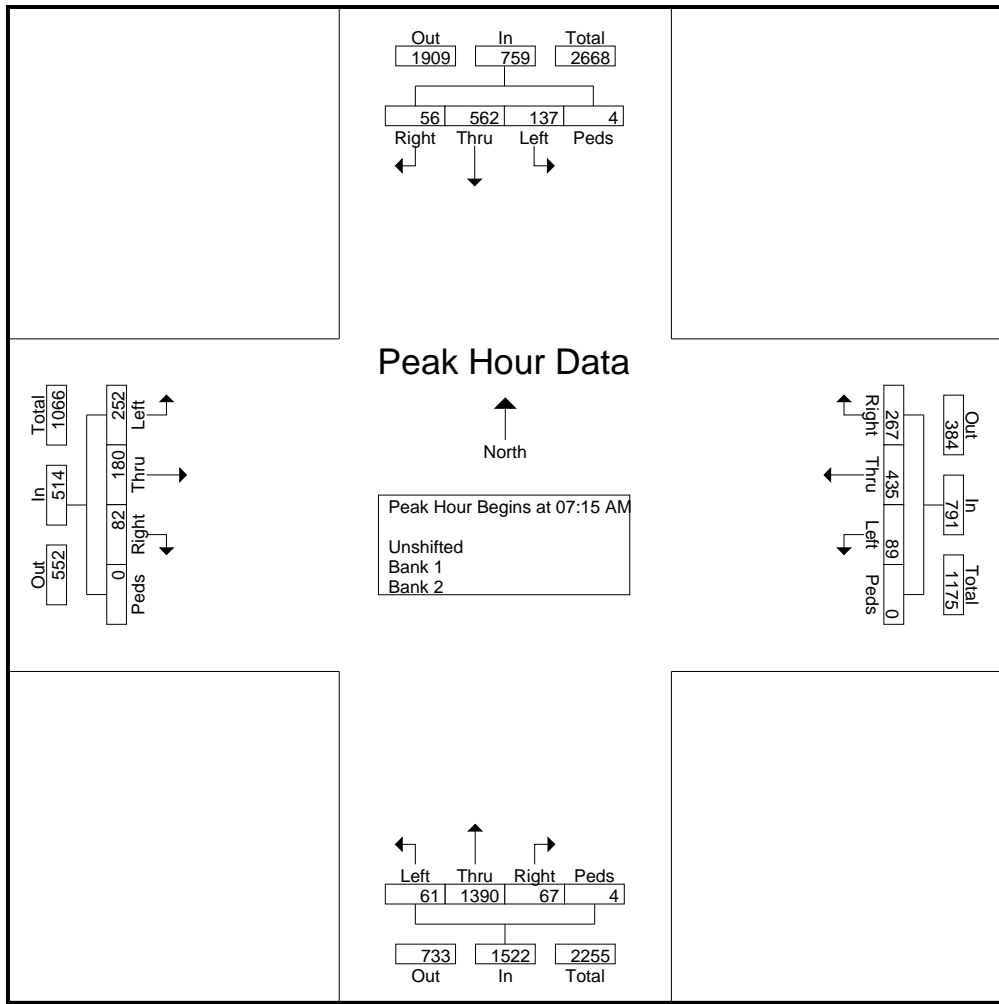 Out In Total
1909 759 2668
56 562 137 4
Right Thru Left Peds
Peak Hour Data
North
Peak Hour Begins at 07:15 AM
Unshifted
Bank 1
Bank 2
Out In Total
552 514 1066
Left Thru Right Peds
252 180 82 0
Right Thru Left Peds
267 435 89 0
Out In Total
384 791 1175
Left Thru Right Peds
61 1390 67 4
733 1522 2255
Out In Total